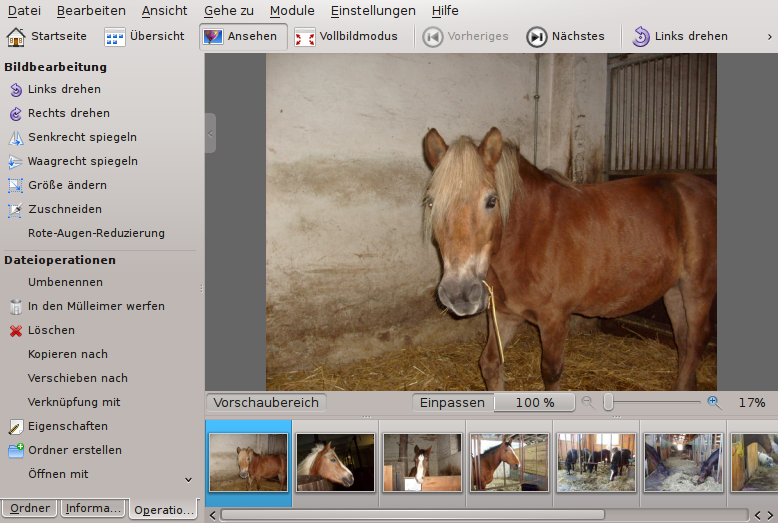 Datei Bearbeiten Ansicht Gehe zu Module Einstellungen Hilfe
Startseite Übersicht Ansehen Vollbildmodus Vorheriges Nächstes Links drehen
Bildbearbeitung
Links drehen
Rechts drehen
Senkrecht spiegeln
Waagrecht spiegeln
Größe ändern
Zuschneiden
Rote-Augen-Reduzierung
Dateioperationen
Umbenennen
In den Mülleimer werfen
Löschen
Kopieren nach
Verschieben nach
Verknüpfung mit
Eigenschaften
Ordner erstellen
Öffnen mit
Ordner Informa... Operatio...
Vorschaubereich Einpassen 100 % 17%